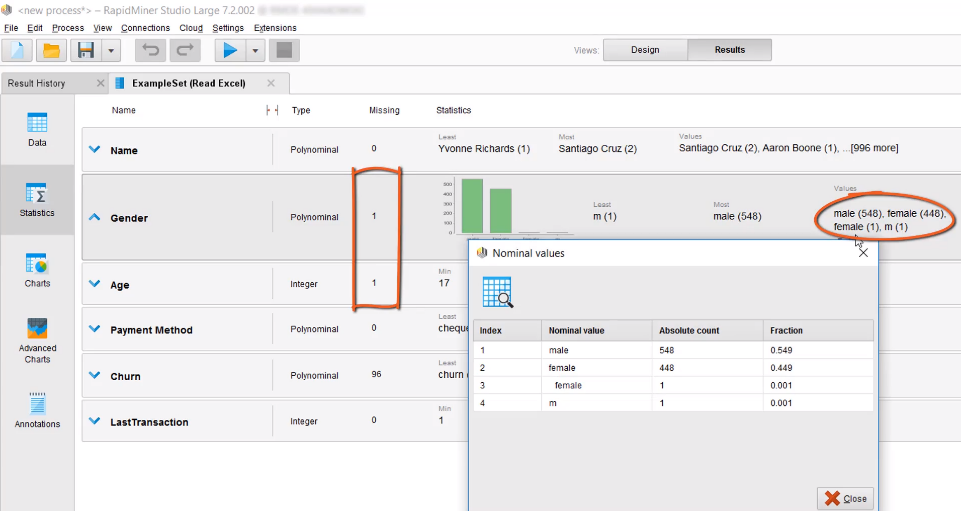 <new process*> – RapidMiner Studio Large 7.2.002
File Edit Process View Connections Cloud Settings Extensions
Views: Design Results
Result History ExampleSet (Read Excel)
Name Type Missing Statistics
Data
Statistics
Charts
Advanced
Charts
Annotations
Name Polynominal 0 Least Yvonne Richards (1) Most Santiago Cruz (2) Values Santiago Cruz (2), Aaron Boone (1), ...[996 more]
500
400
300
200
100
Gender Polynominal 1 Least m (1) Most male (548) Values male (548), female (448),
female (1), m (1)
Age Integer 1 Min 17
Payment Method Polynominal 0 Least cheque
Churn Polynominal 96 Least churn
LastTransaction Integer 0 Min 1
Nominal values
Index Nominal value Absolute count Fraction
1 male 548 0.549
2 female 448 0.449
3 female 1 0.001
4 m 1 0.001
Close